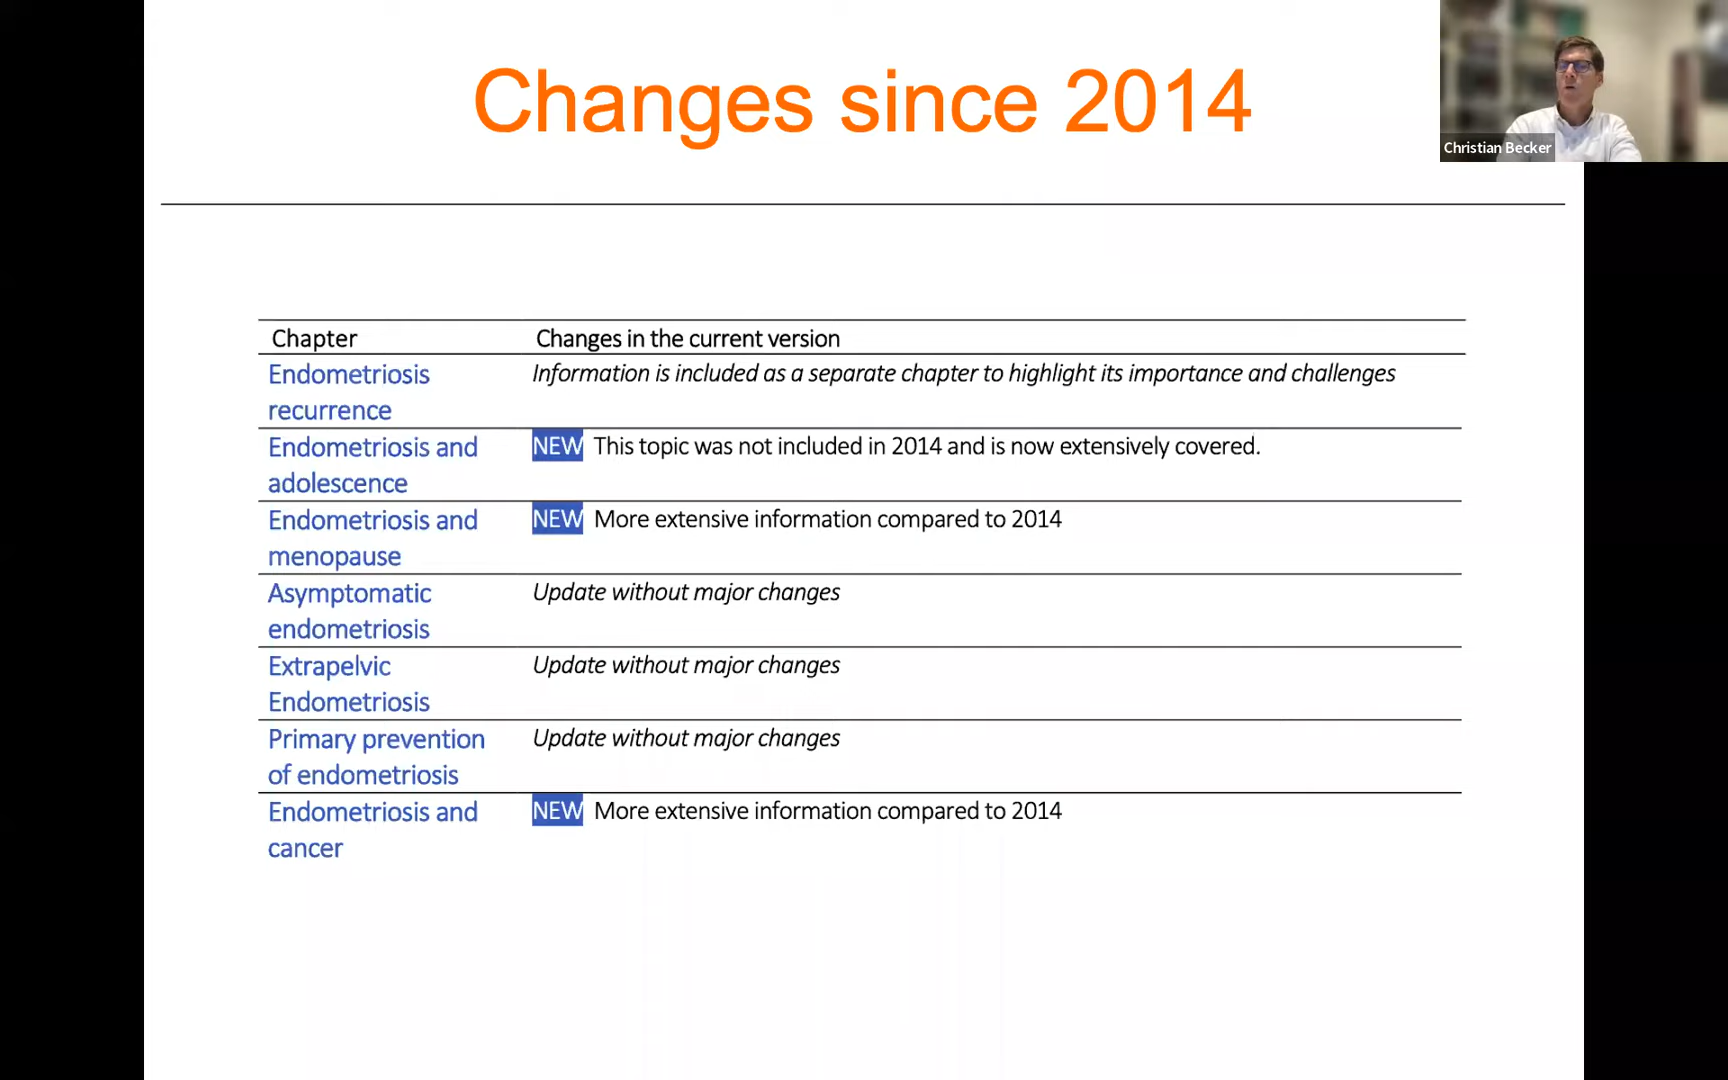 Changes since 2014
Christian Becker
Chapter Changes in the current version
Endometriosis Information is included as a separate chapter to highlight its importance and challenges
recurrence
Endometriosis and NEW This topic was not included in 2014 and is now extensively covered.
adolescence
Endometriosis and NEW More extensive information compared to 2014
menopause
Asymptomatic Update without major changes
endometriosis
Extrapelvic Update without major changes
Endometriosis
Primary prevention Update without major changes
of endometriosis
Endometriosis and NEW More extensive information compared to 2014
cancer